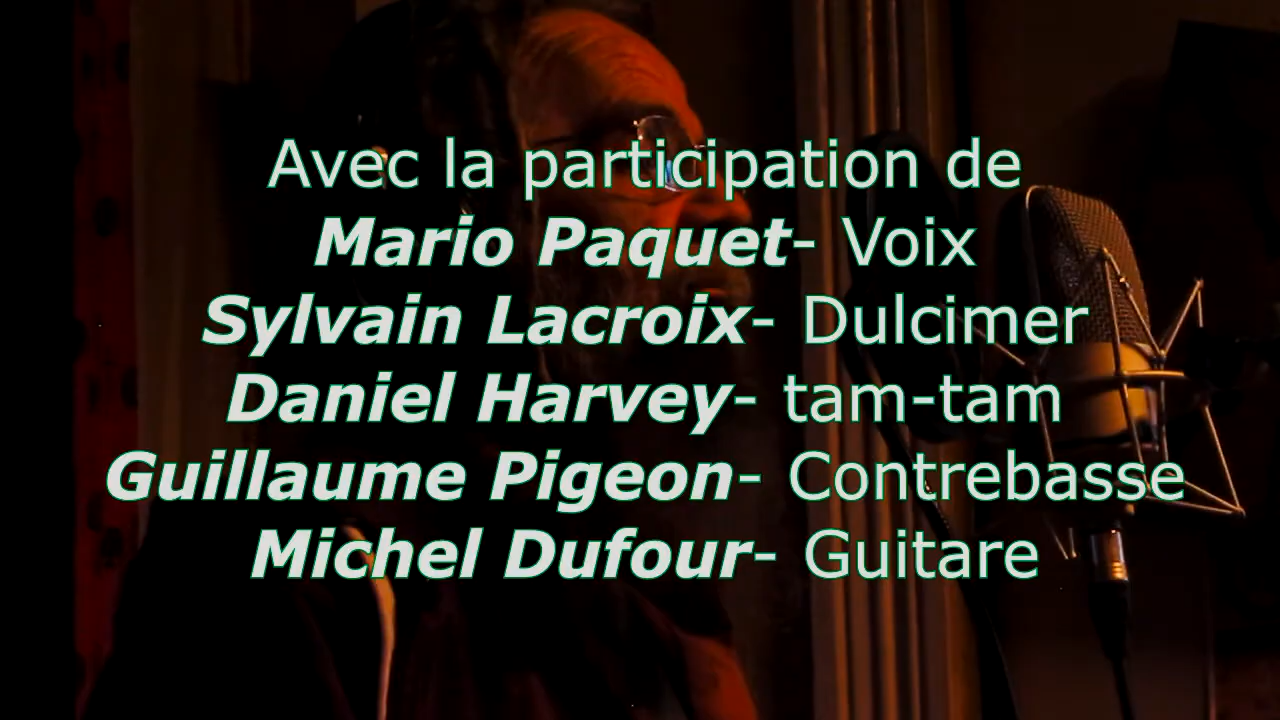 Avec la participation de
Mario Paquet- Voix
Sylvain Lacroix- Dulcimer
Daniel Harvey- tam-tam
Guillaume Pigeon- Contrebasse
Michel Dufour- Guitare